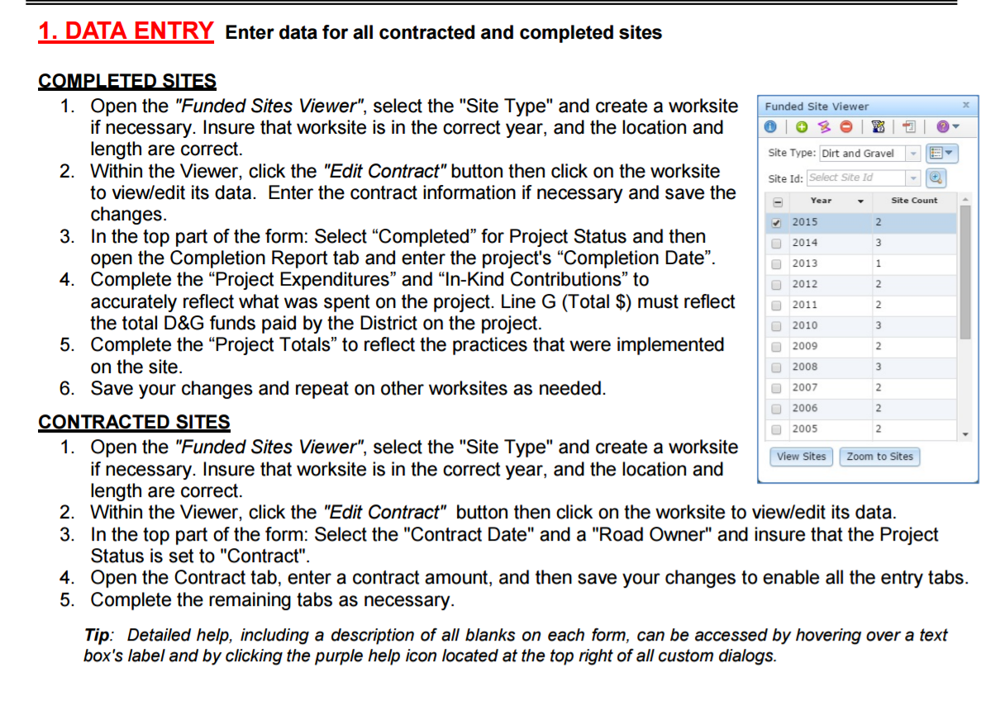 1. DATA ENTRY Enter data for all contracted and completed sites
COMPLETED SITES
1. Open the "Funded Sites Viewer", select the "Site Type" and create a worksite
if necessary. Insure that worksite is in the correct year, and the location and
length are correct.
2. Within the Viewer, click the "Edit Contract" button then click on the worksite
to view/edit its data. Enter the contract information if necessary and save the
changes.
3. In the top part of the form: Select “Completed” for Project Status and then
open the Completion Report tab and enter the project's “Completion Date”.
4. Complete the “Project Expenditures” and “In-Kind Contributions” to
accurately reflect what was spent on the project. Line G (Total $) must reflect
the total D&G funds paid by the District on the project.
5. Complete the “Project Totals” to reflect the practices that were implemented
on the site.
6. Save your changes and repeat on other worksites as needed.
Funded Site Viewer x
Site Type: Dirt and Gravel
Site Id: Select Site Id
Year Site Count
2015 2
2014 3
2013 1
2012 2
2011 2
2010 3
2009 2
2008 3
2007 2
2006 2
2005 2
View Sites Zoom to Sites
CONTRACTED SITES
1. Open the "Funded Sites Viewer", select the "Site Type" and create a worksite
if necessary. Insure that worksite is in the correct year, and the location and
length are correct.
2. Within the Viewer, click the "Edit Contract" button then click on the worksite to view/edit its data.
3. In the top part of the form: Select the "Contract Date" and a "Road Owner" and insure that the Project
Status is set to "Contract".
4. Open the Contract tab, enter a contract amount, and then save your changes to enable all the entry tabs.
5. Complete the remaining tabs as necessary.
Tip: Detailed help, including a description of all blanks on each form, can be accessed by hovering over a text
box's label and by clicking the purple help icon located at the top right of all custom dialogs.